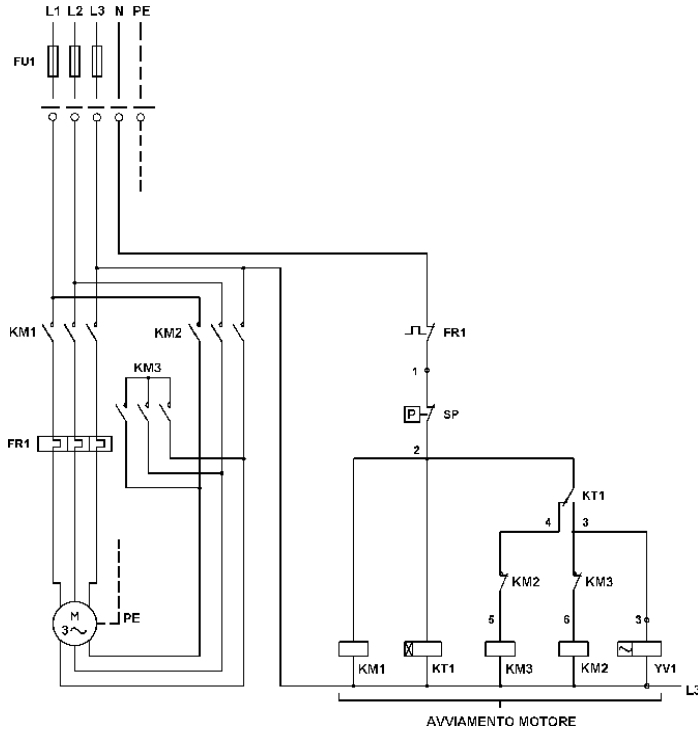 L1 L2 L3 N PE
FU1
KM1
KM2
FR1
KM3
1
P
SP
FR1
2
KT1
4
3
KM2
KM3
M
3
PE
5
6
3
KM1
KT1
KM3
KM2
YV1
L3
AVVIAMENTO MOTORE